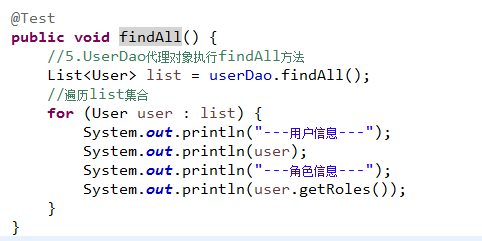 @Test
public void findAll() {
    //5.UserDao代理对象执行findAll方法
    List<User> list = userDao.findAll();
    //遍历list集合
    for (User user : list) {
        System.out.println("---用户信息---");
        System.out.println(user);
        System.out.println("---角色信息---");
        System.out.println(user.getRoles());
    }
}